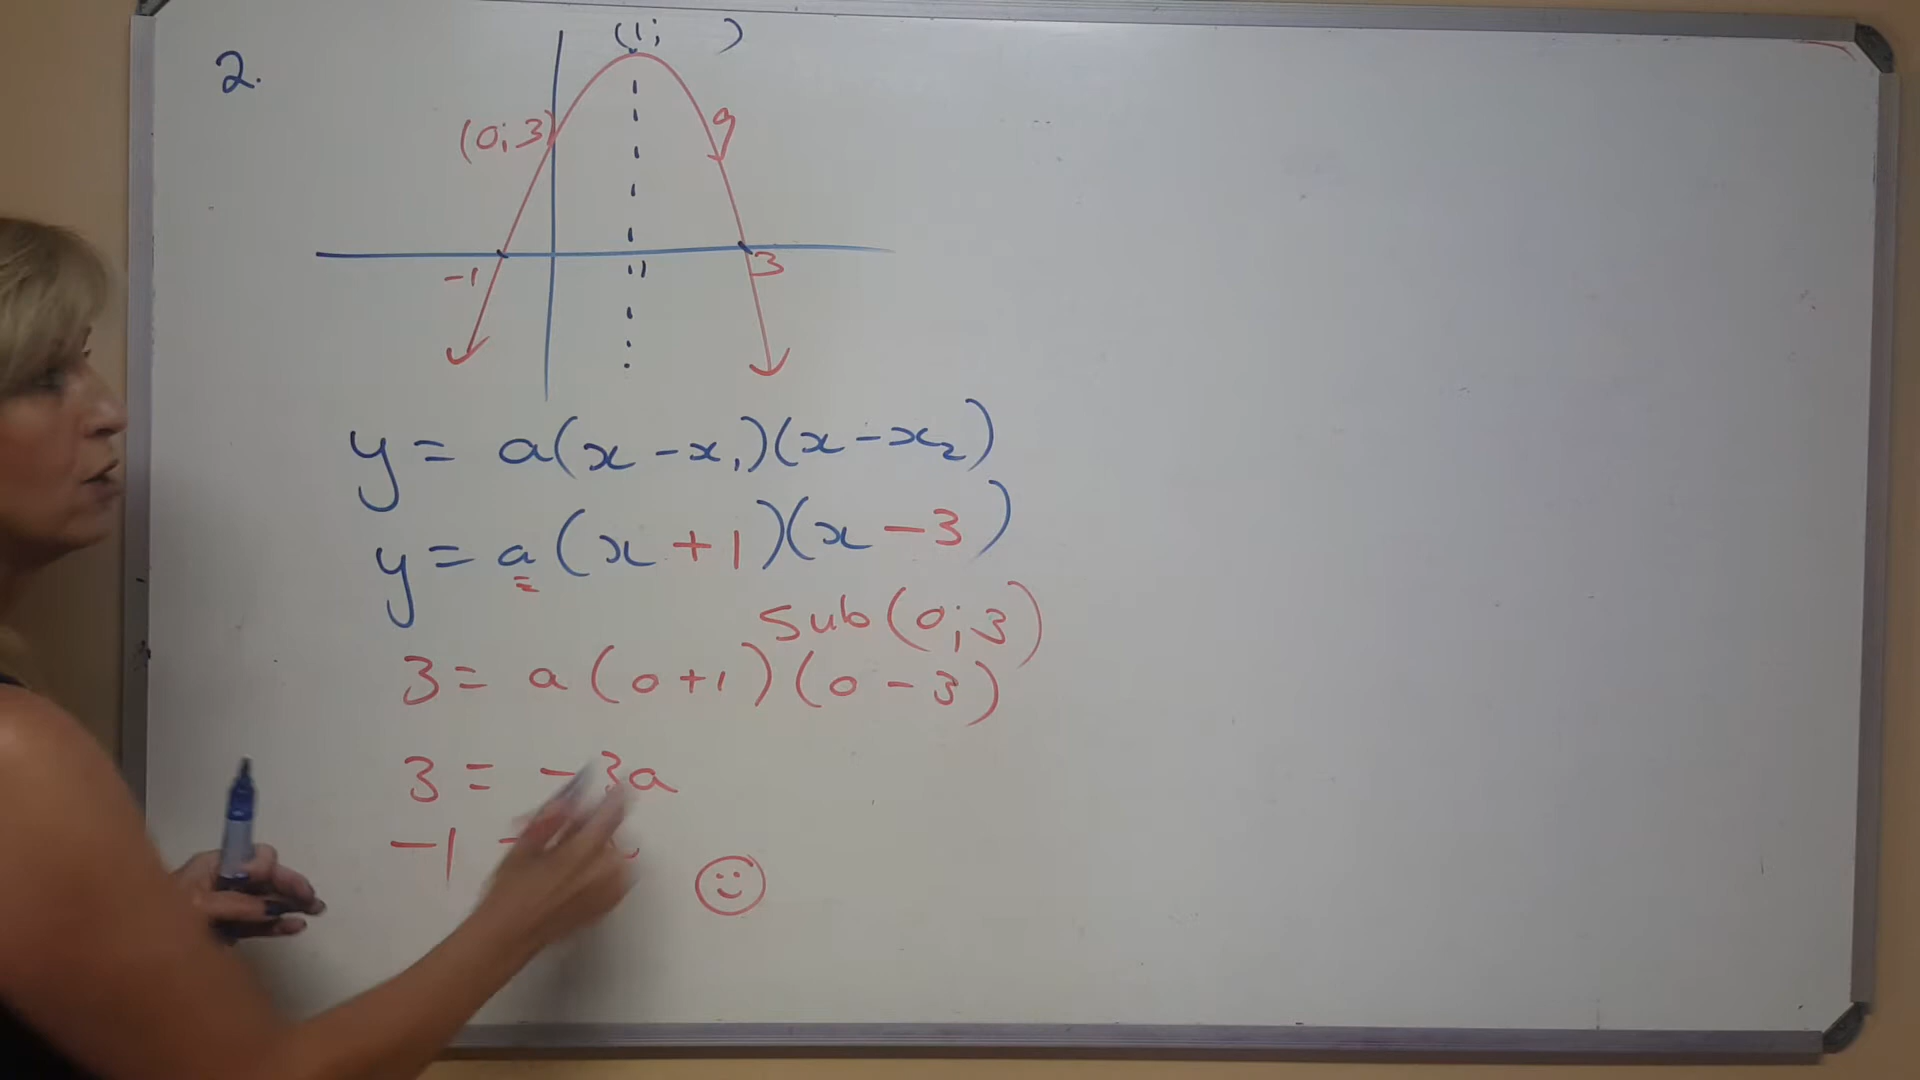 2.
(1; )
(0; 3)
g
-1
1
3
y = a(x - x₁)(x - x₂)
y = a(x + 1)(x - 3)
Sub (0; 3)
3 = a(0 + 1)(0 - 3)
3 = -3a
-1